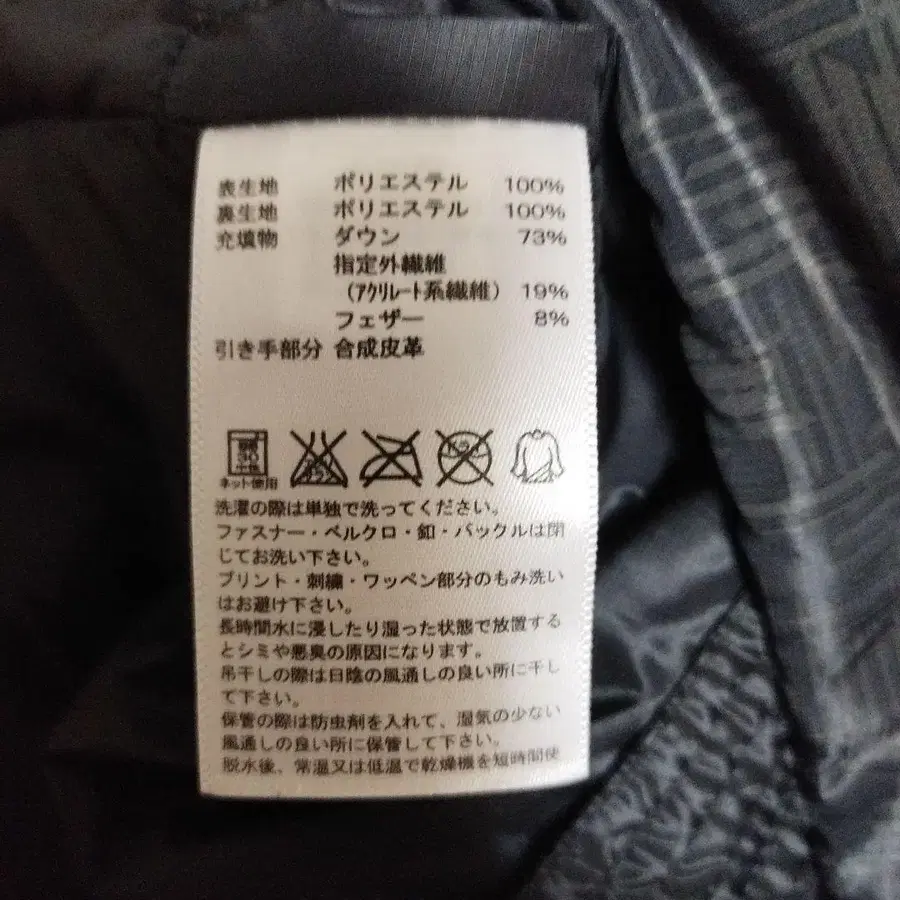 表生地 ポリエステル 100%
裏生地 ポリエステル 100%
充填物 ダウン 73%
指定外繊維
(アクリレート系繊維) 19%
フェザー 8%
引き手部分 合成皮革
ネット使用
洗濯の際は単独で洗ってください。
ファスナー・ベルクロ・釦・バックルは閉
じてお洗い下さい。
プリント・刺繍・ワッペン部分のもみ洗い
はお避け下さい。
長時間水に浸したり湿った状態で放置する
とシミや悪臭の原因になります。
吊干しの際は日陰の風通しの良い所に干し
て下さい。
保管の際は防虫剤を入れて、湿気の少ない
風通しの良い所に保管して下さい。
脱水後、常温又は低温で乾燥機を短時間使